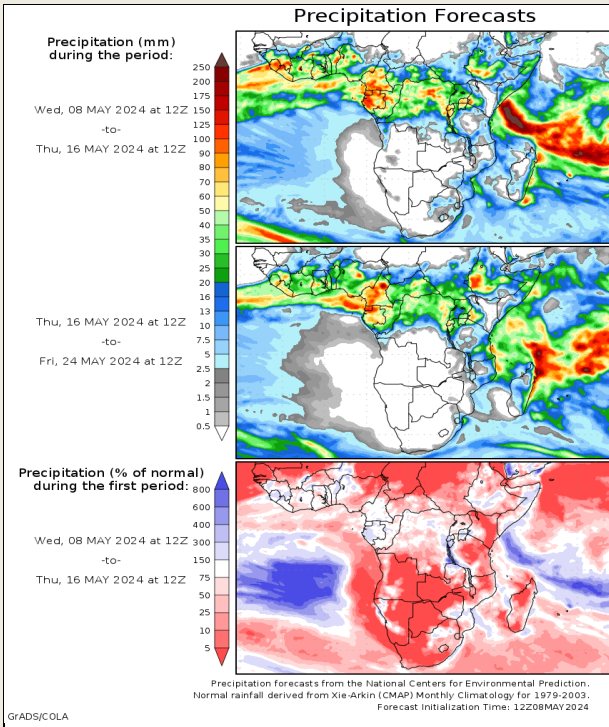 Precipitation Forecasts
Precipitation (mm)
during the period:
Wed, 08 MAY 2024 at 12Z
-to-
Thu, 16 MAY 2024 at 12Z
250
200
175
150
125
100
90
80
70
60
50
40
35
30
25
20
16
13
10
7.5
5
2.5
2
1.5
1
0.5
Thu, 16 MAY 2024 at 12Z
-to-
Fri, 24 MAY 2024 at 12Z
Precipitation (% of normal)
during the first period:
Wed, 08 MAY 2024 at 12Z
-to-
Thu, 16 MAY 2024 at 12Z
800
600
400
300
150
75
50
25
10
5
Precipitation forecasts from the National Centers for Environmental Prediction.
Normal rainfall derived from Xie-Arkin (CMAP) Monthly Climatology for 1979-2003.
Forecast Initialization Time: 12Z08MAY2024
GrADS/COLA